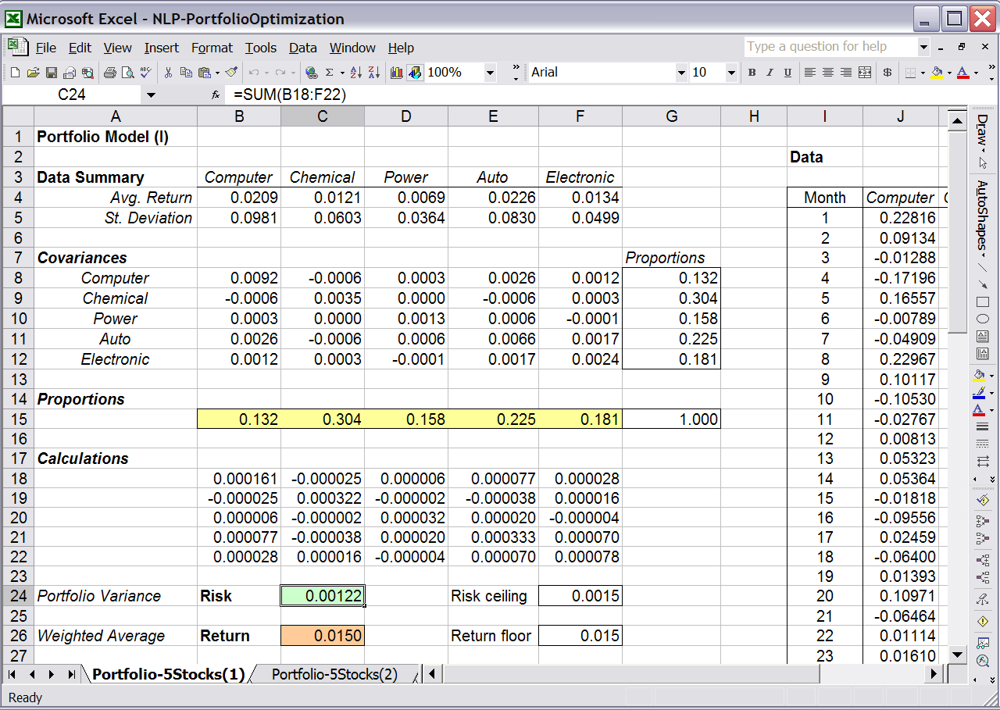 Microsoft Excel - NLP-PortfolioOptimization
File Edit View Insert Format Tools Data Window Help Type a question for help
100% Arial 10 B I U $ A
C24 fx =SUM(B18:F22)
A B C D E F G H I J
1 Portfolio Model (I)
2 Data
3 Data Summary Computer Chemical Power Auto Electronic
4 Avg. Return 0.0209 0.0121 0.0069 0.0226 0.0134 Month Computer
5 St. Deviation 0.0981 0.0603 0.0364 0.0830 0.0499 1 0.22816
6 2 0.09134
7 Covariances Proportions 3 -0.01288
8 Computer 0.0092 -0.0006 0.0003 0.0026 0.0012 0.132 4 -0.17196
9 Chemical -0.0006 0.0035 0.0000 -0.0006 0.0003 0.304 5 0.16557
10 Power 0.0003 0.0000 0.0013 0.0006 -0.0001 0.158 6 -0.00789
11 Auto 0.0026 -0.0006 0.0006 0.0066 0.0017 0.225 7 -0.04909
12 Electronic 0.0012 0.0003 -0.0001 0.0017 0.0024 0.181 8 0.22967
13 9 0.10117
14 Proportions 10 -0.10530
15 0.132 0.304 0.158 0.225 0.181 1.000 11 -0.02767
16 12 0.00813
17 Calculations 13 0.05323
18 0.000161 -0.000025 0.000006 0.000077 0.000028 14 0.05364
19 -0.000025 0.000322 -0.000002 -0.000038 0.000016 15 -0.01818
20 0.000006 -0.000002 0.000032 0.000020 -0.000004 16 -0.09556
21 0.000077 -0.000038 0.000020 0.000333 0.000070 17 0.02459
22 0.000028 0.000016 -0.000004 0.000070 0.000078 18 -0.06400
23 19 0.01393
24 Portfolio Variance Risk 0.00122 Risk ceiling 0.0015 20 0.10971
25 21 -0.06464
26 Weighted Average Return 0.0150 Return floor 0.015 22 0.01114
27 23 0.01610
Portfolio-5Stocks(1) Portfolio-5Stocks(2)
Ready
Draw
AutoShapes